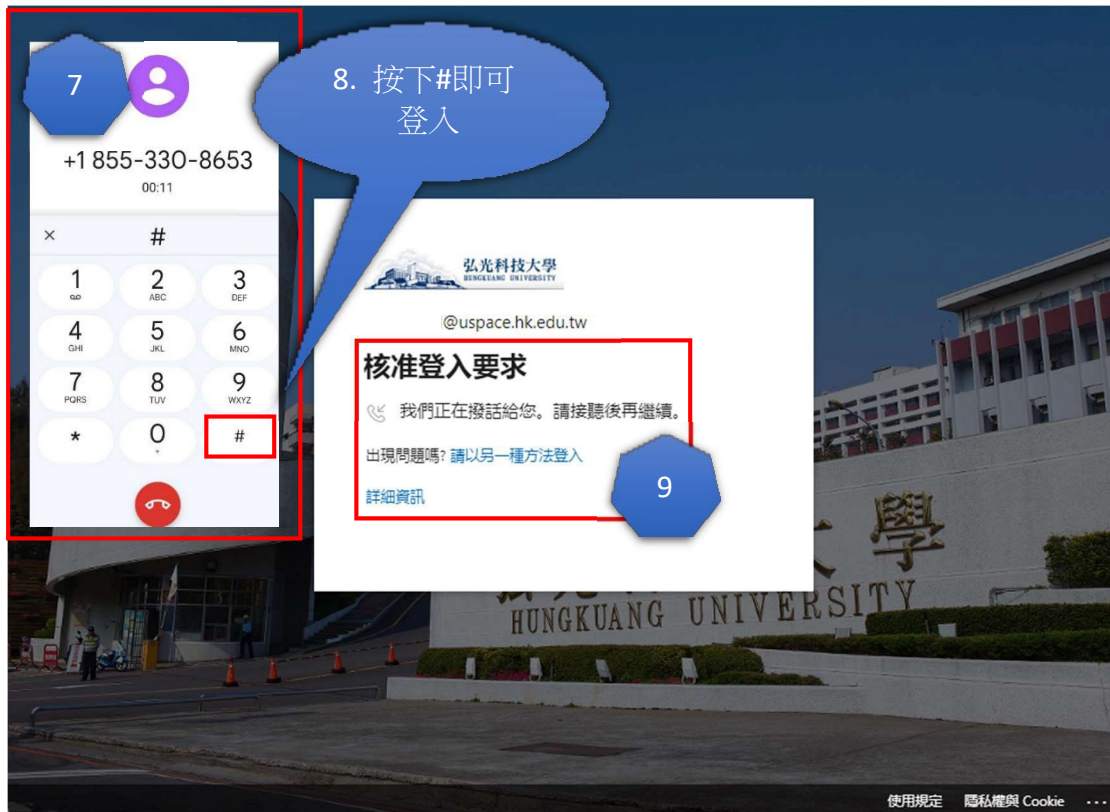 7
8. 按下#即可
登入
+1 855-330-8653
00:11
× #
1
2 ABC
3 DEF
4 GHI
5 JKL
6 MNO
7 PQRS
8 TUV
9 WXYZ
*
0 +
#
弘光科技大學
HUNGKUANG UNIVERSITY
@uspace.hk.edu.tw
核准登入要求
我們正在撥話給您。請接聽後再繼續。
出現問題嗎? 請以另一種方法登入
詳細資訊
9
大學
HUNGKUANG UNIVERSITY
使用規定 隱私權與 Cookie ...